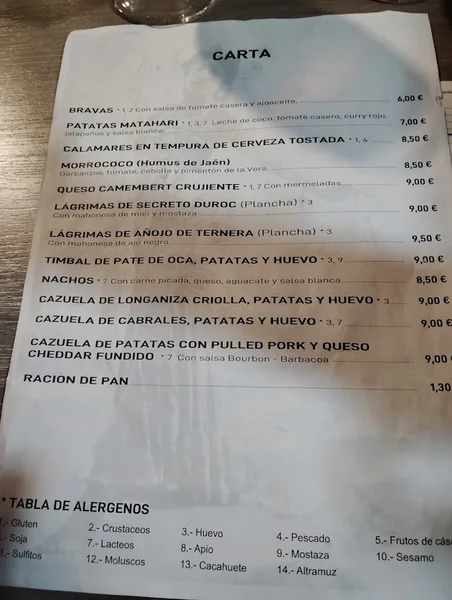 CARTA
BRAVAS * 1, 2 Con salsa de tomate casera y ajoaceite, 6,00 €
PATATAS MATAHARI * 1, 3, 7 Leche de coco, tomate casero, curry rojo, 7,00 €
jalapeños y salsa blanca,
CALAMARES EN TEMPURA DE CERVEZA TOSTADA * 1, 4 8,50 €
MORROCOCO (Humus de Jaén) 8,50 €
Garbanzos, tomate, cebolla y pimentón de la Vera,
QUESO CAMEMBERT CRUJIENTE * 1, 7 Con mermeladas 9,00 €
LÁGRIMAS DE SECRETO DUROC (Plancha) * 3 9,00 €
Con mahonesa de miel y mostaza
LÁGRIMAS DE AÑOJO DE TERNERA (Plancha) * 3 9,50 €
Con mahonesa de ajo negro
TIMBAL DE PATE DE OCA, PATATAS Y HUEVO * 3, 9 9,00 €
NACHOS * 7 Con carne picada, queso, aguacate y salsa blanca 8,50 €
CAZUELA DE LONGANIZA CRIOLLA, PATATAS Y HUEVO * 3 9,00 €
CAZUELA DE CABRALES, PATATAS Y HUEVO * 3, 7 9,00 €
CAZUELA DE PATATAS CON PULLED PORK Y QUESO
CHEDDAR FUNDIDO * 7 Con salsa Bourbon - Barbacoa 9,00
RACION DE PAN 1,30
* TABLA DE ALERGENOS
.- Gluten 2.- Crustaceos 3.- Huevo 4.- Pescado 5.- Frutos de cás
.- Soja 7.- Lacteos 8.- Apio 9.- Mostaza 10.- Sesamo
1.- Sulfitos 12.- Moluscos 13.- Cacahuete 14.- Altramuz